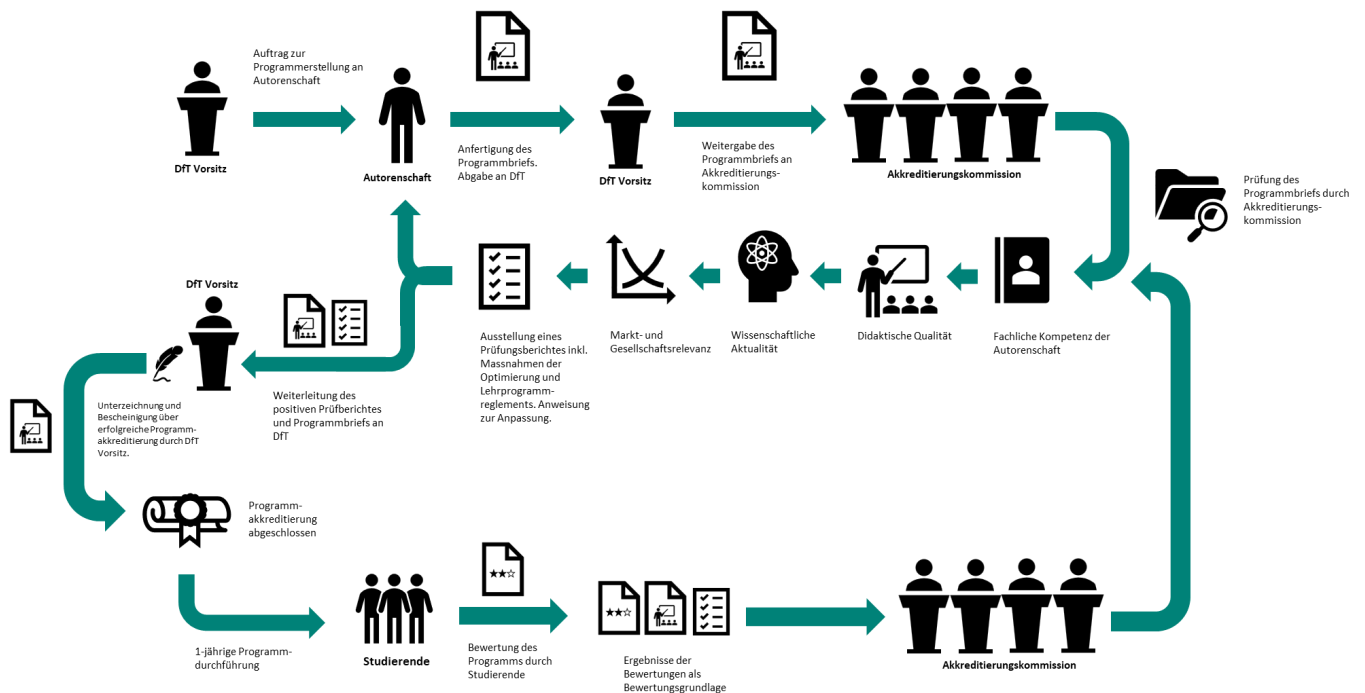 Auftrag zur
Programmerstellung an
Autorenschaft
DfT Vorsitz
Autorenschaft
Anfertigung des
Programmbriefs.
Abgabe an DfT
DfT Vorsitz
Weitergabe des
Programmbriefs an
Akkreditierungs-
kommission
Akkreditierungskommission
Prüfung des
Programmbriefs durch
Akkreditierungs-
kommission
Fachliche Kompetenz der
Autorenschaft
Didaktische Qualität
Wissenschaftliche
Aktualität
Markt- und
Gesellschaftsrelevanz
Ausstellung eines
Prüfungsberichtes inkl.
Massnahmen der
Optimierung und
Lehrprogramm-
reglements. Anweisung
zur Anpassung.
DfT Vorsitz
Weiterleitung des
positiven Prüfberichtes
und Programmbriefs an
DfT
Unterzeichnung und
Bescheinigung über
erfolgreiche Programm-
akkreditierung durch DfT
Vorsitz.
Programm-
akkreditierung
abgeschlossen
1-jährige Programm-
durchführung
Studierende
Bewertung des
Programms durch
Studierende
Ergebnisse der
Bewertungen als
Bewertungsgrundlage
Akkreditierungskommission